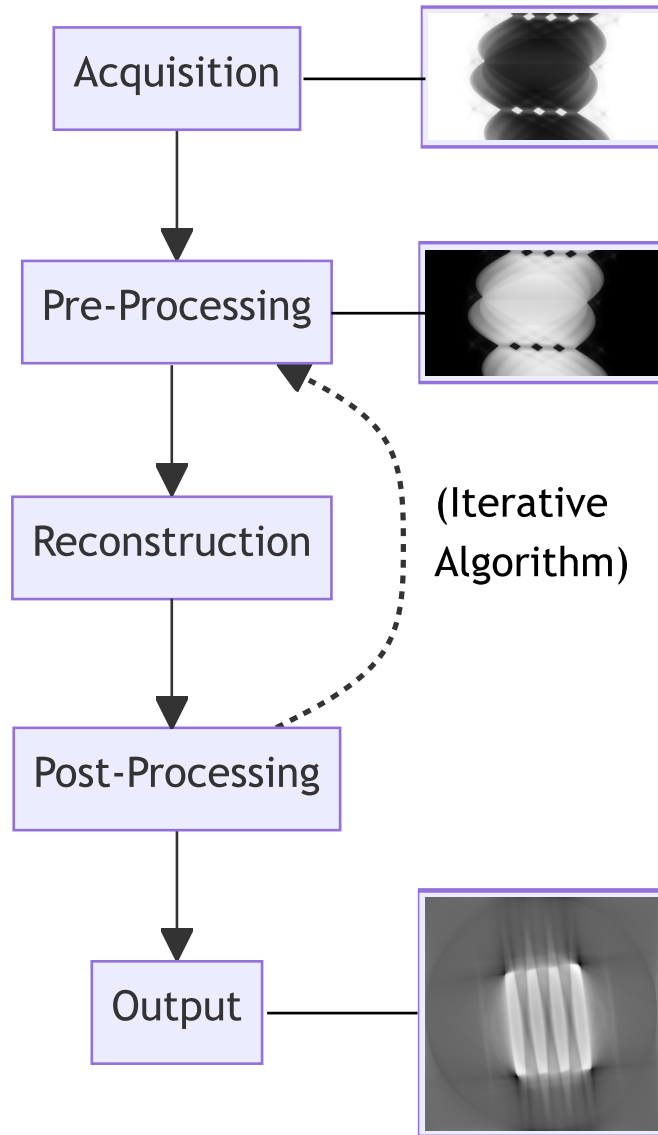 Acquisition
Pre-Processing
(Iterative
Algorithm)
Reconstruction
Post-Processing
Output